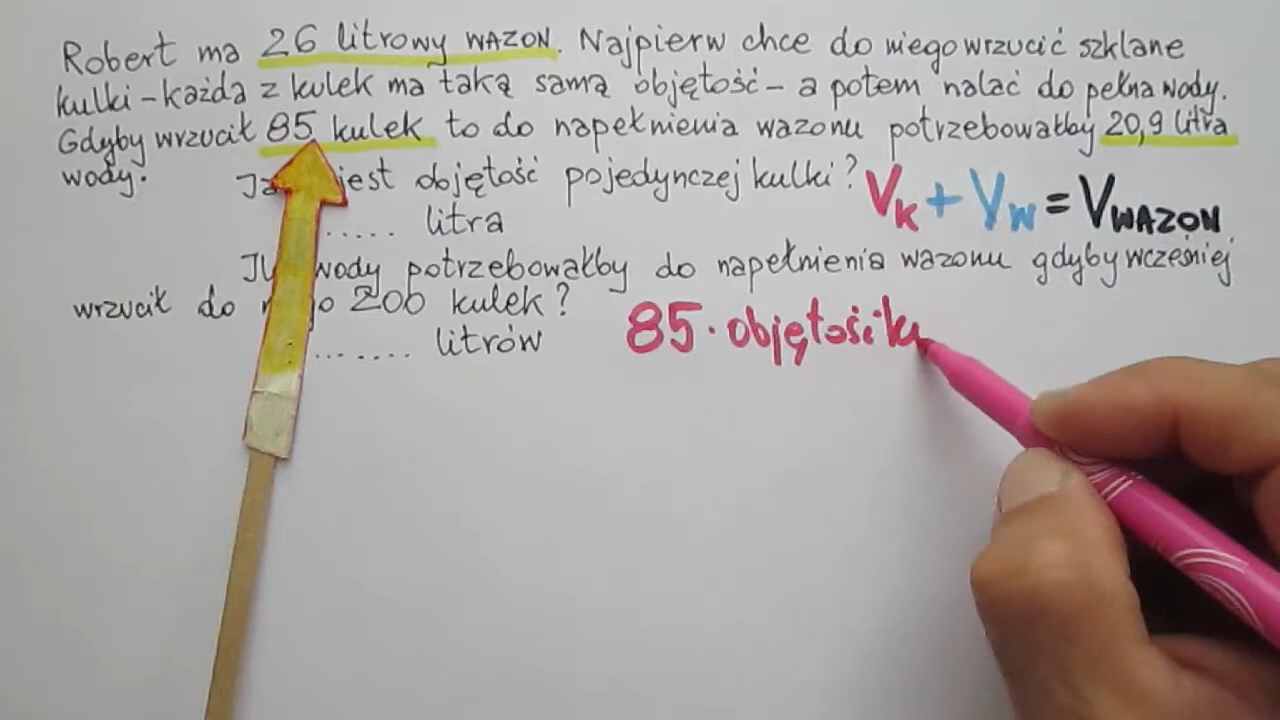 Robert ma 26 litrowy WAZON. Najpierw chce do niego wrzucić szklane
kulki – każda z kulek ma taką samą objętość – a potem nalać do pełna wody.
Gdyby wrzucił 85 kulek to do napełnienia wazonu potrzebowałby 20,9 litra
wody. jest objętość pojedynczej kulki? VK + VW = VWAZON
..... litra
wody potrzebowałby do napełnienia wazonu gdyby wcześniej
wrzucił do 200 kulek?
........ litrów 85 · objętości ku